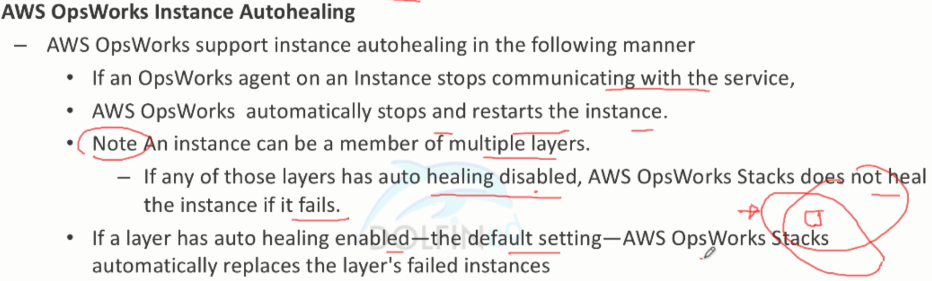 AWS OpsWorks Instance Autohealing
– AWS OpsWorks support instance autohealing in the following manner
• If an OpsWorks agent on an Instance stops communicating with the service,
• AWS OpsWorks automatically stops and restarts the instance.
• Note An instance can be a member of multiple layers.
– If any of those layers has auto healing disabled, AWS OpsWorks Stacks does not heal
the instance if it fails.
• If a layer has auto healing enabled—the default setting—AWS OpsWorks Stacks
automatically replaces the layer's failed instances
DOLFIN